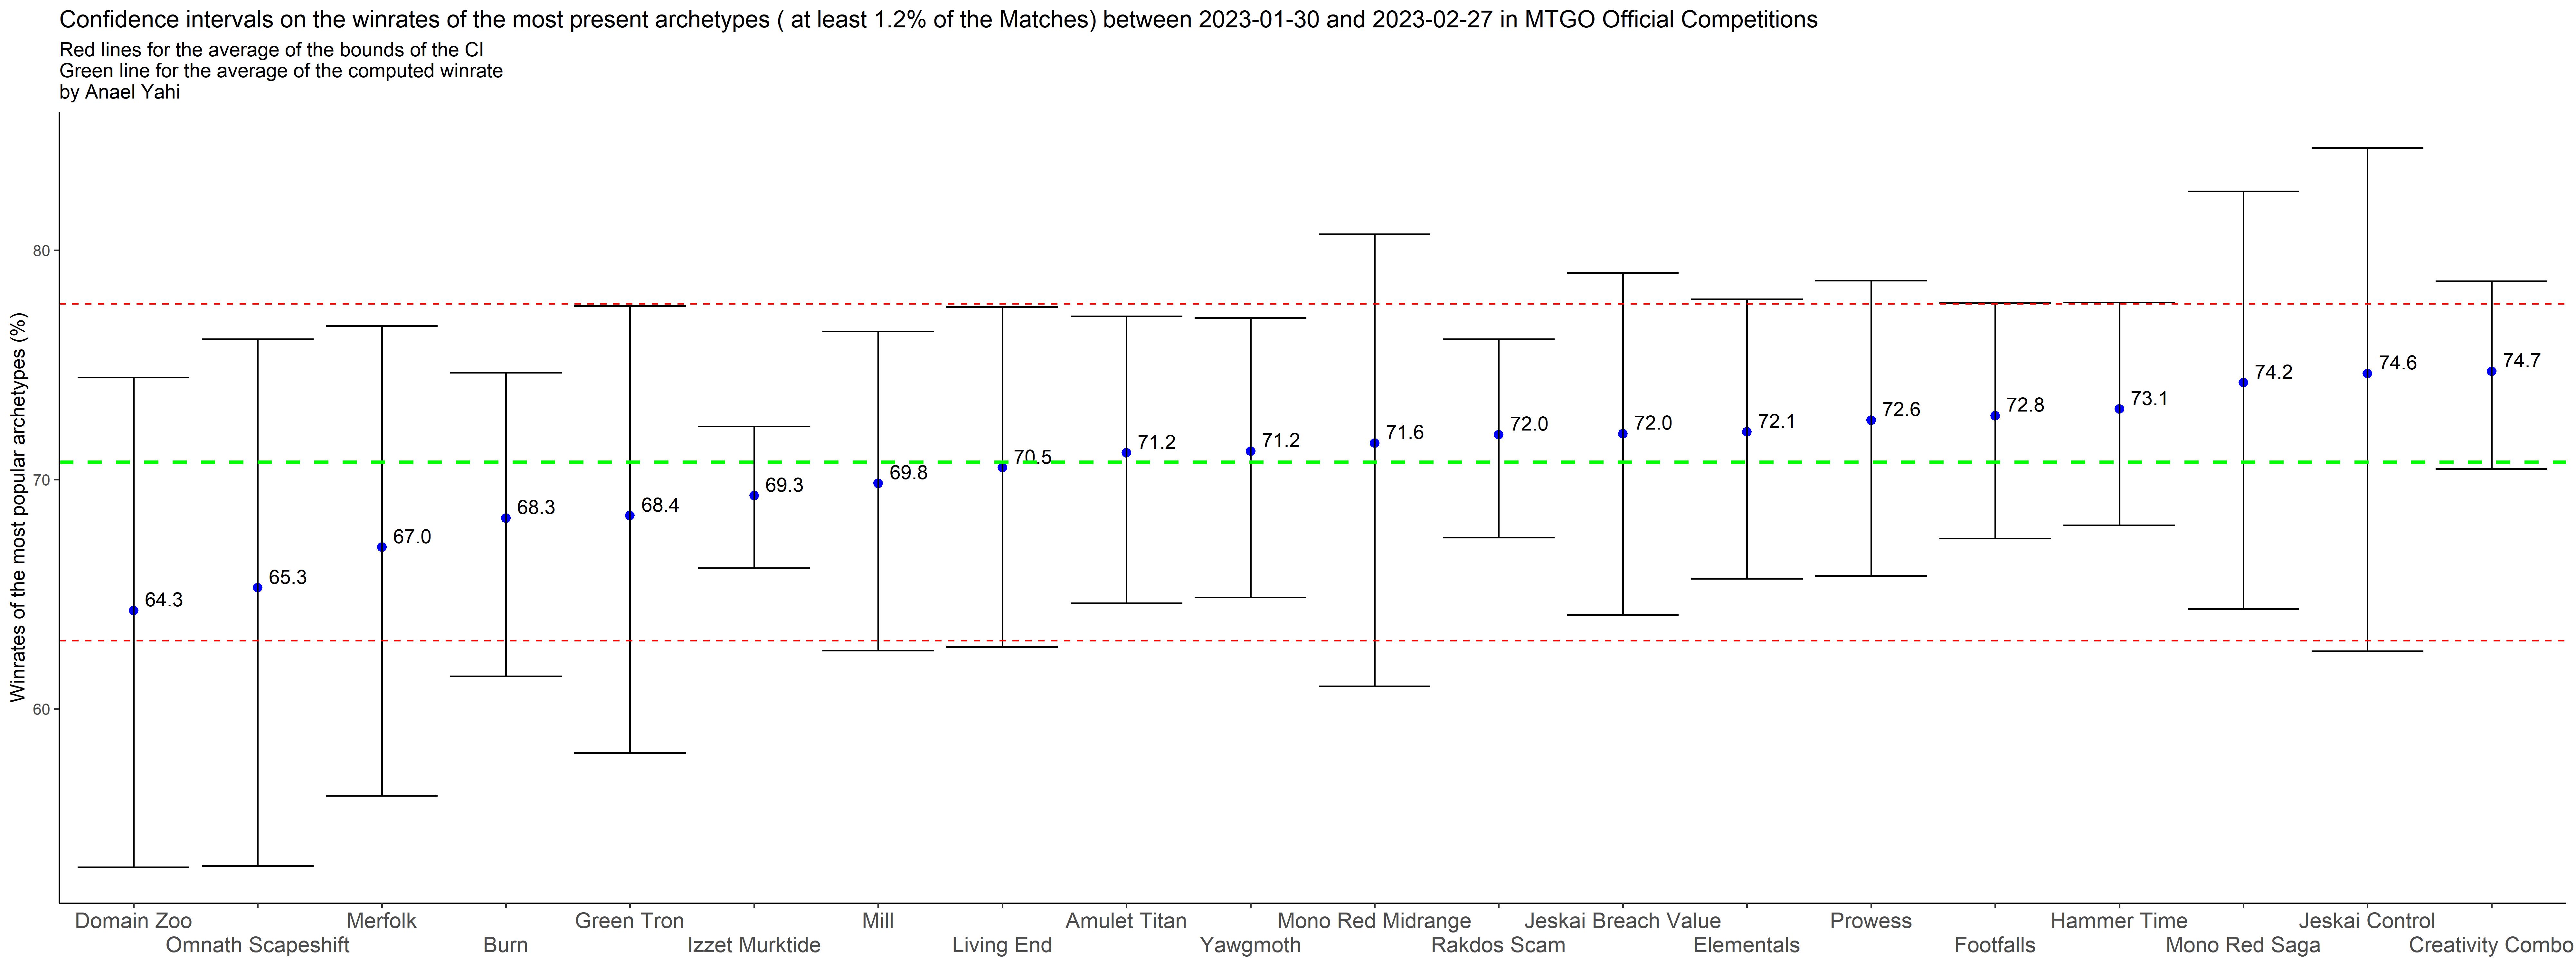 Confidence intervals on the winrates of the most present archetypes ( at least 1.2% of the Matches) between 2023-01-30 and 2023-02-27 in MTGO Official Competitions
Red lines for the average of the bounds of the CI
Green line for the average of the computed winrate
by Anael Yahi
Winrates of the most popular archetypes (%)
80
70
60
64.3
65.3
67.0
68.3
68.4
69.3
69.8
70.5
71.2
71.2
71.6
72.0
72.0
72.1
72.6
72.8
73.1
74.2
74.6
74.7
Domain Zoo
Omnath Scapeshift
Merfolk
Burn
Green Tron
Izzet Murktide
Mill
Living End
Amulet Titan
Yawgmoth
Mono Red Midrange
Rakdos Scam
Jeskai Breach Value
Elementals
Prowess
Footfalls
Hammer Time
Mono Red Saga
Jeskai Control
Creativity Combo